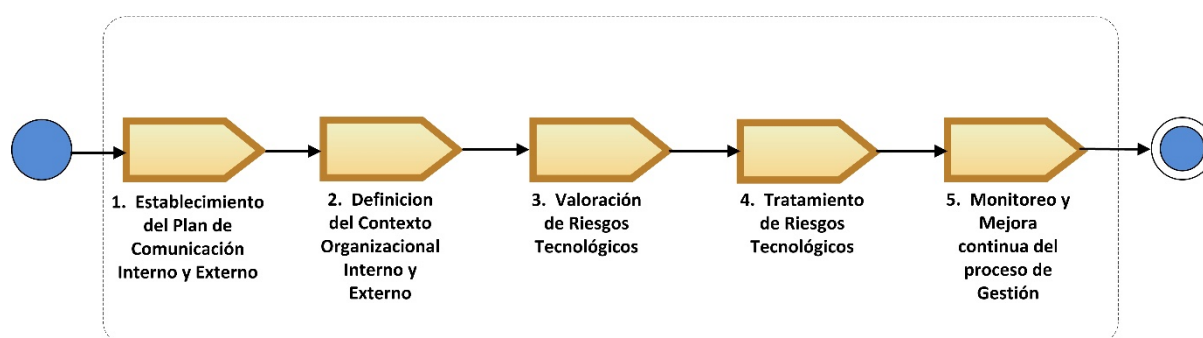 1. Establecimiento
del Plan de
Comunicación
Interno y Externo
2. Definicion
del Contexto
Organizacional
Interno y
Externo
3. Valoración
de Riesgos
Tecnológicos
4. Tratamiento
de Riesgos
Tecnológicos
5. Monitoreo y
Mejora
continua del
proceso de
Gestión